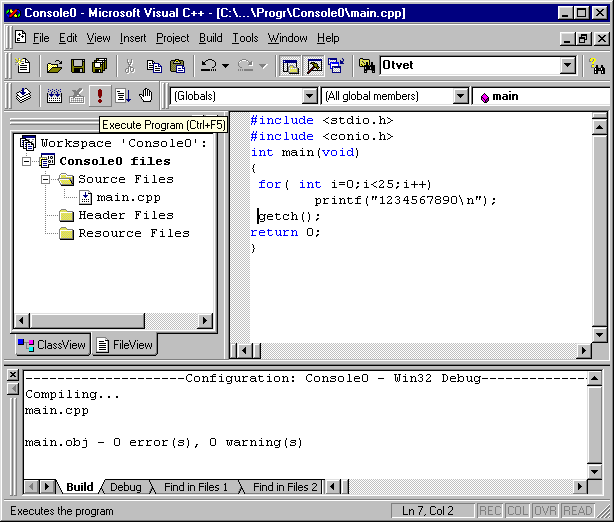 Console0 - Microsoft Visual C++ - [C:\...\Progr\Console0\main.cpp]
File Edit View Insert Project Build Tools Window Help
Otvet
(Globals) (All global members) main
Execute Program (Ctrl+F5)
Workspace 'Console0':
Console0 files
Source Files
main.cpp
Header Files
Resource Files
ClassView FileView
#include <stdio.h>
#include <conio.h>
int main(void)
{
for( int i=0;i<25;i++)
printf("1234567890\n");
getch();
return 0;
}
--------------------Configuration: Console0 - Win32 Debug--------------------
Compiling...
main.cpp
main.obj - 0 error(s), 0 warning(s)
Build Debug Find in Files 1 Find in Files 2
Executes the program Ln 7, Col 2 REC COL OVR READ